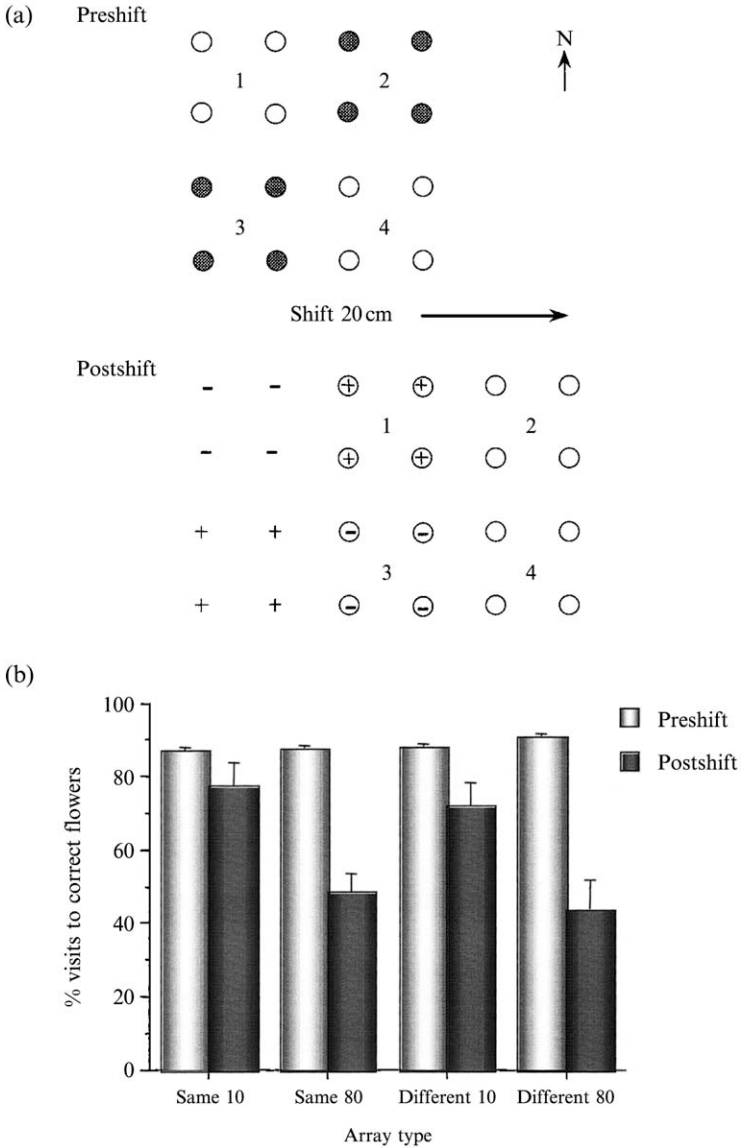 (a) Preshift
N
1 2
3 4
Shift 20 cm
Postshift
- - + +
1 2
- - + +
+ + - -
3 4
+ + - -
(b)
100
80
60
40
20
0
% visits to correct flowers
Preshift
Postshift
Same 10 Same 80 Different 10 Different 80
Array type